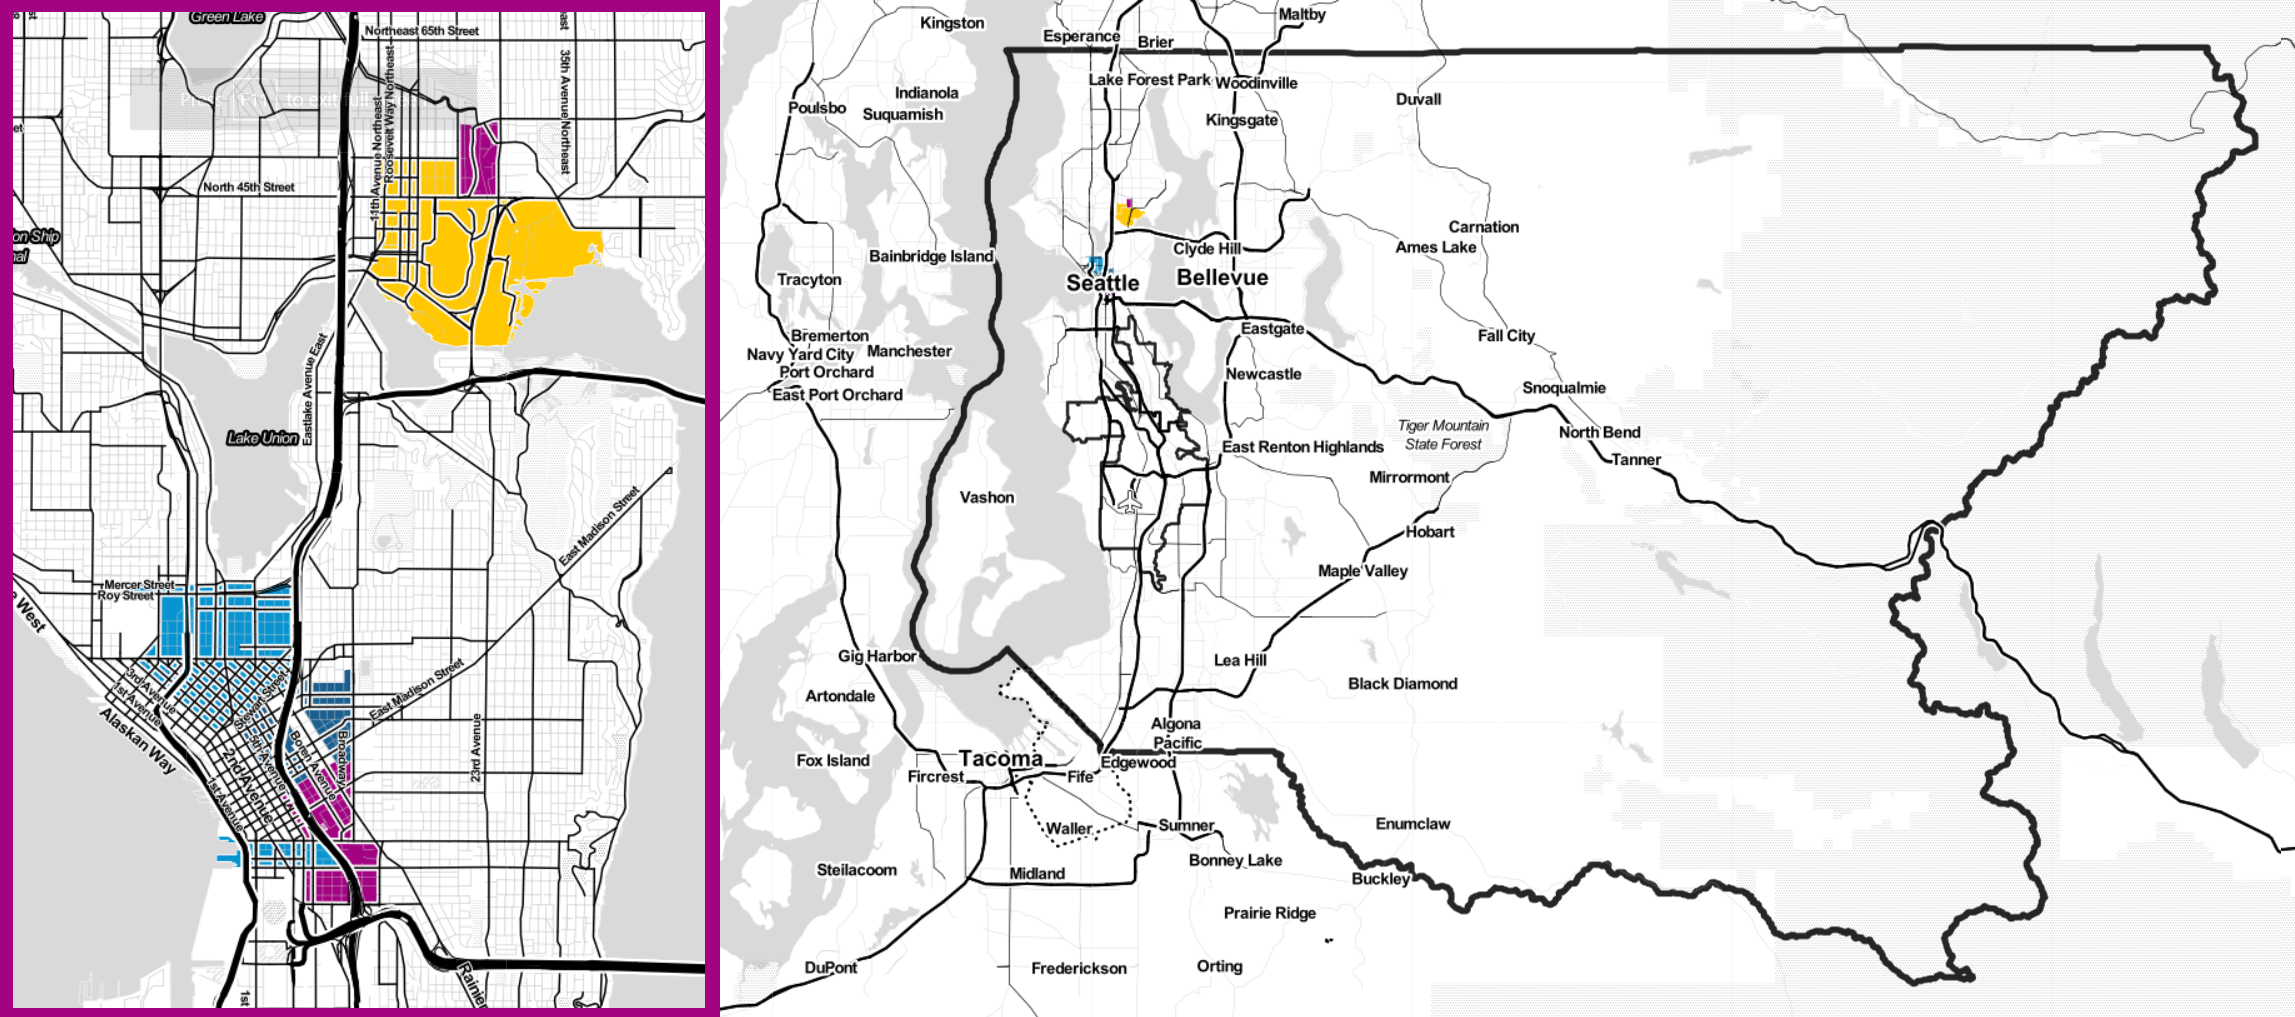 Green Lake
Northeast 65th Street
11th Avenue Northeast
Roosevelt Way Northeast
35th Avenue Northeast
North 45th Street
on Ship
Eastlake Avenue East
Lake Union
East Madison Street
Mercer Street
Roy Street
e West
3rd Avenue
1st Avenue
Stewart Street
Alaskan Way
5th Avenue
2nd Avenue
Boren Avenue
Broadway
East Madison Street
23rd Avenue
1st Avenue
1st
Rainier
Kingston
Esperance
Brier
Maltby
Lake Forest Park
Woodinville
Poulsbo
Indianola
Suquamish
Kingsgate
Duvall
Bainbridge Island
Clyde Hill
Carnation
Ames Lake
Tracyton
Seattle
Bellevue
Bremerton
Navy Yard City
Manchester
Port Orchard
East Port Orchard
Eastgate
Fall City
Newcastle
Snoqualmie
Tiger Mountain
State Forest
North Bend
Tanner
East Renton Highlands
Mirrormont
Vashon
Hobart
Maple Valley
Gig Harbor
Lea Hill
Artondale
Black Diamond
Algona
Pacific
Fox Island
Tacoma
Edgewood
Fircrest
Fife
Waller
Sumner
Enumclaw
Steilacoom
Midland
Bonney Lake
Buckley
Prairie Ridge
DuPont
Frederickson
Orting